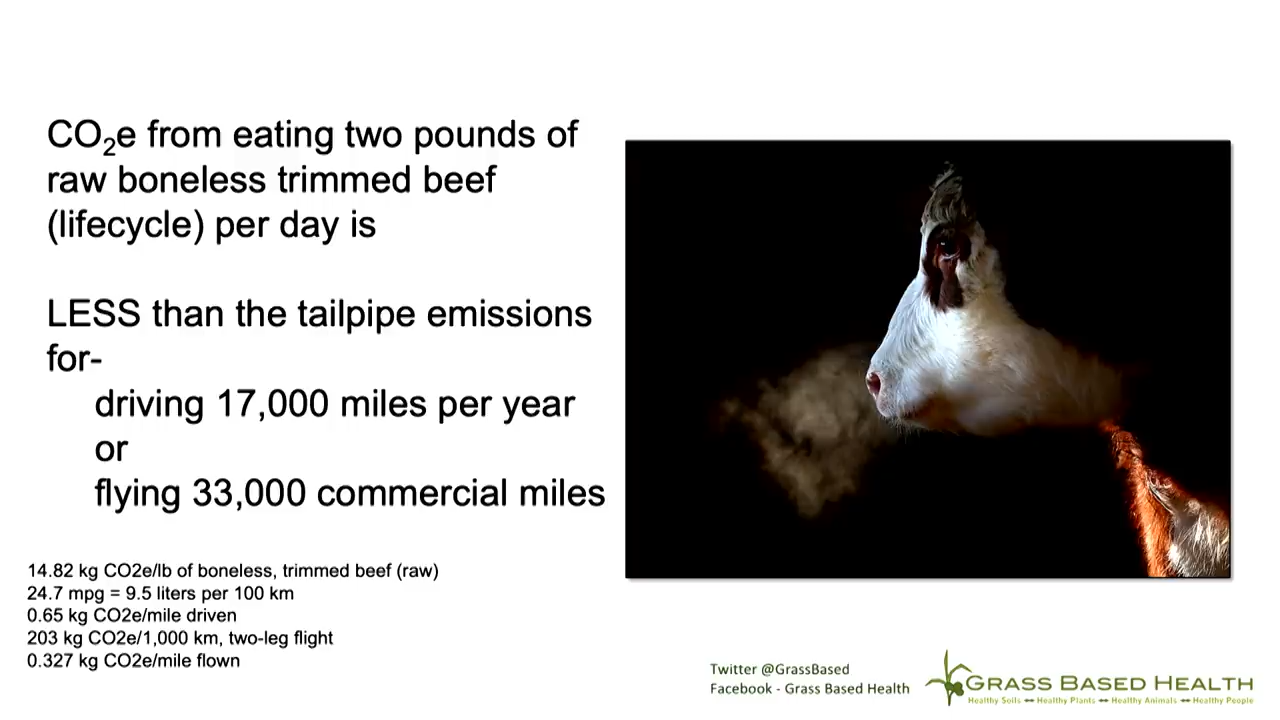 CO₂e from eating two pounds of
raw boneless trimmed beef
(lifecycle) per day is
LESS than the tailpipe emissions
for-
driving 17,000 miles per year
or
flying 33,000 commercial miles
14.82 kg CO2e/lb of boneless, trimmed beef (raw)
24.7 mpg = 9.5 liters per 100 km
0.65 kg CO2e/mile driven
203 kg CO2e/1,000 km, two-leg flight
0.327 kg CO2e/mile flown
Twitter @GrassBased
Facebook - Grass Based Health
GRASS BASED HEALTH
Healthy Soils Healthy Plants Healthy Animals Healthy People